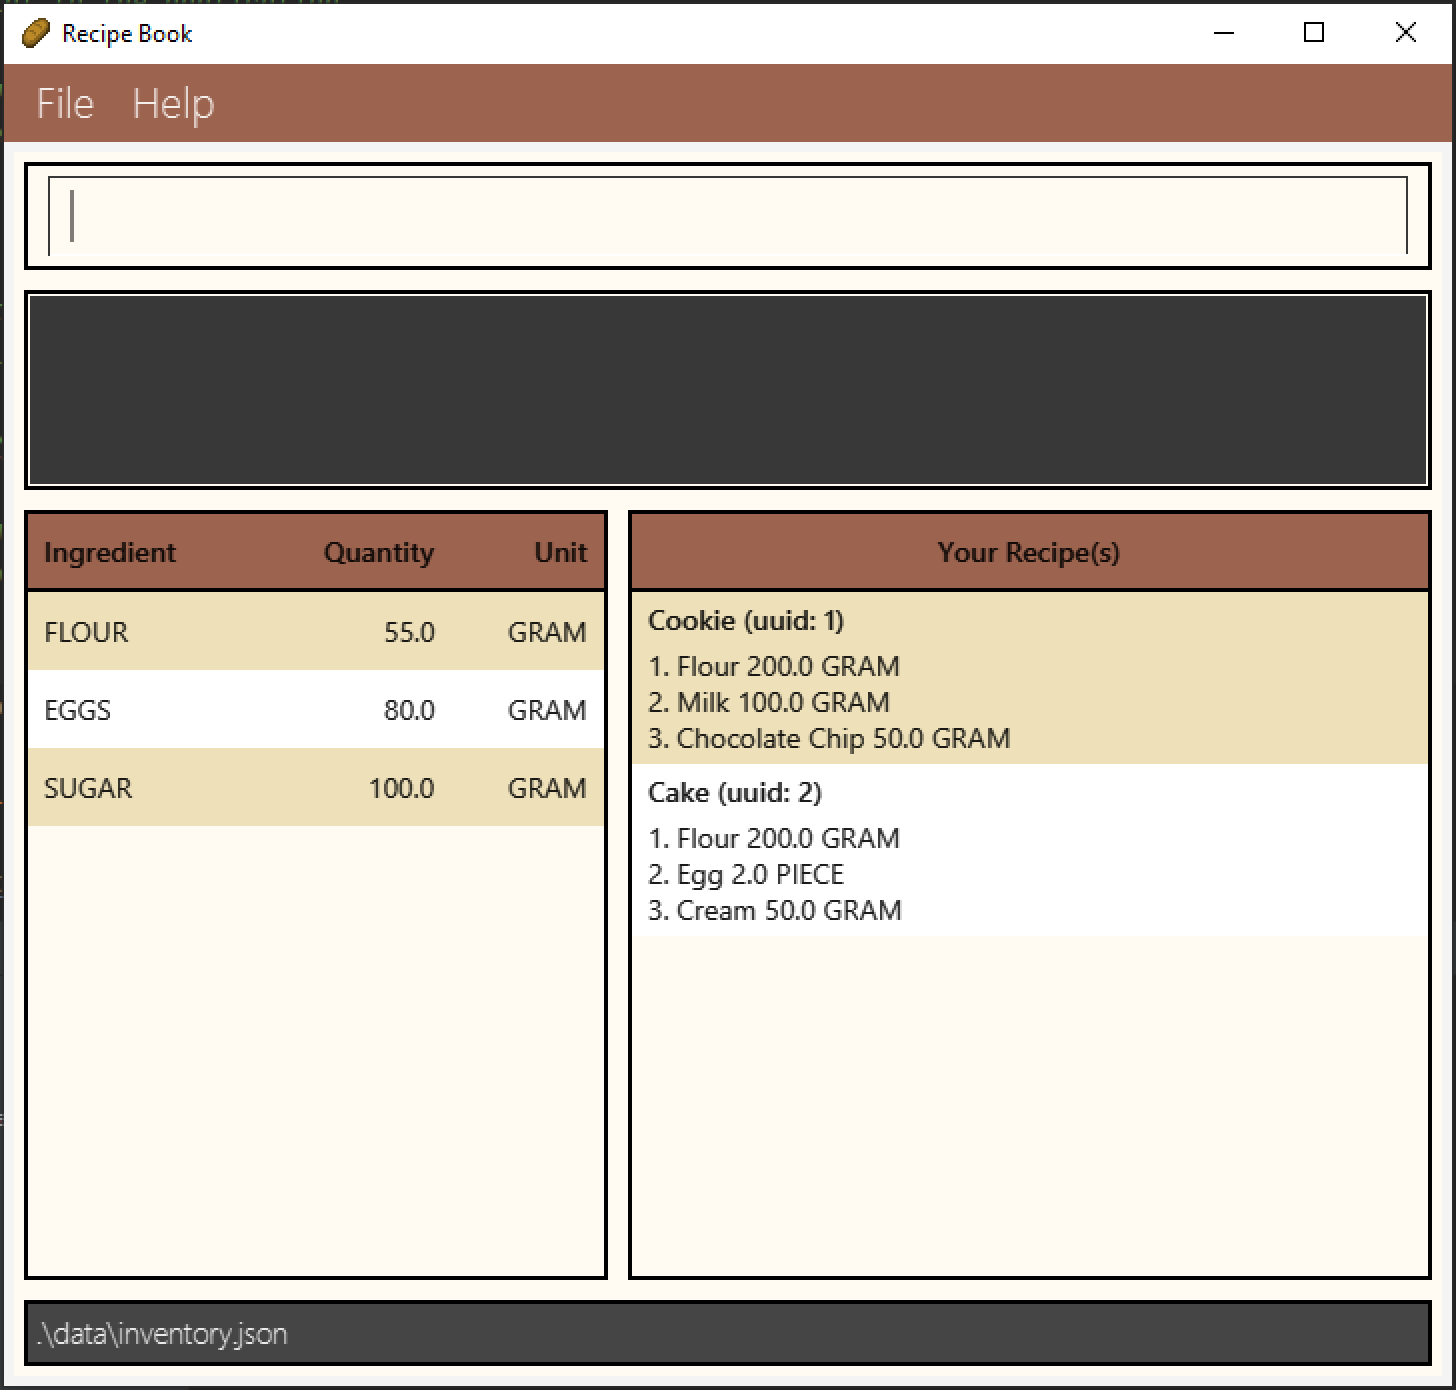 Recipe Book
File Help
Ingredient Quantity Unit
FLOUR 55.0 GRAM
EGGS 80.0 GRAM
SUGAR 100.0 GRAM
Your Recipe(s)
Cookie (uuid: 1)
1. Flour 200.0 GRAM
2. Milk 100.0 GRAM
3. Chocolate Chip 50.0 GRAM
Cake (uuid: 2)
1. Flour 200.0 GRAM
2. Egg 2.0 PIECE
3. Cream 50.0 GRAM
.\data\inventory.json